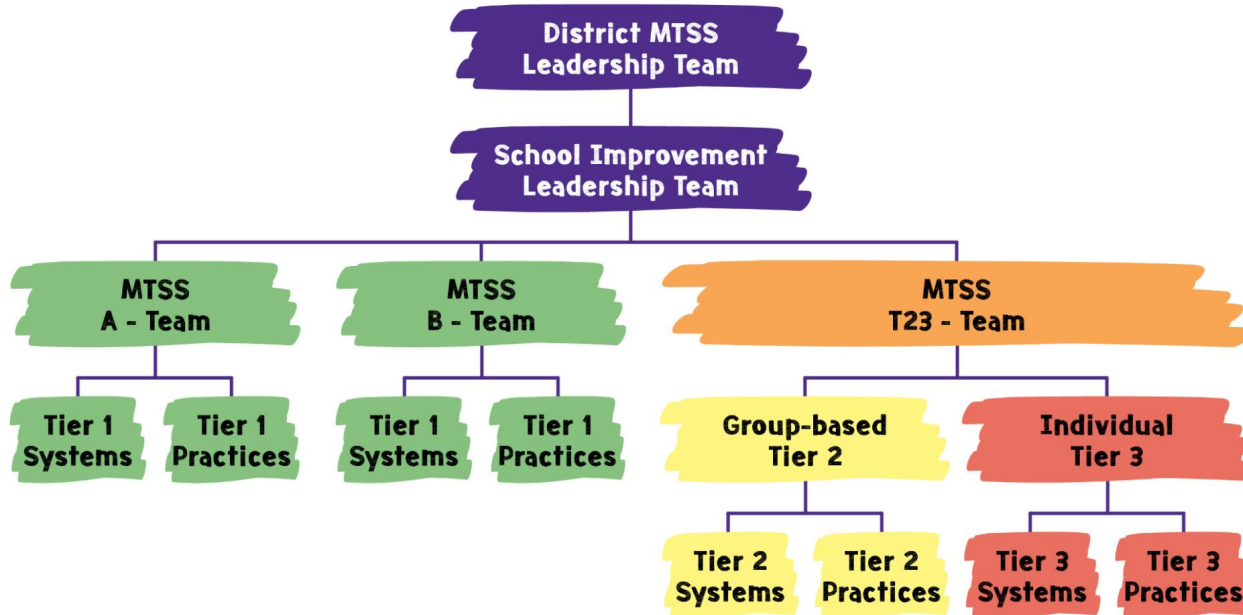 District MTSS
Leadership Team
School Improvement
Leadership Team
MTSS
A - Team
MTSS
B - Team
MTSS
T23 - Team
Tier 1
Systems
Tier 1
Practices
Tier 1
Systems
Tier 1
Practices
Group-based
Tier 2
Individual
Tier 3
Tier 2
Systems
Tier 2
Practices
Tier 3
Systems
Tier 3
Practices